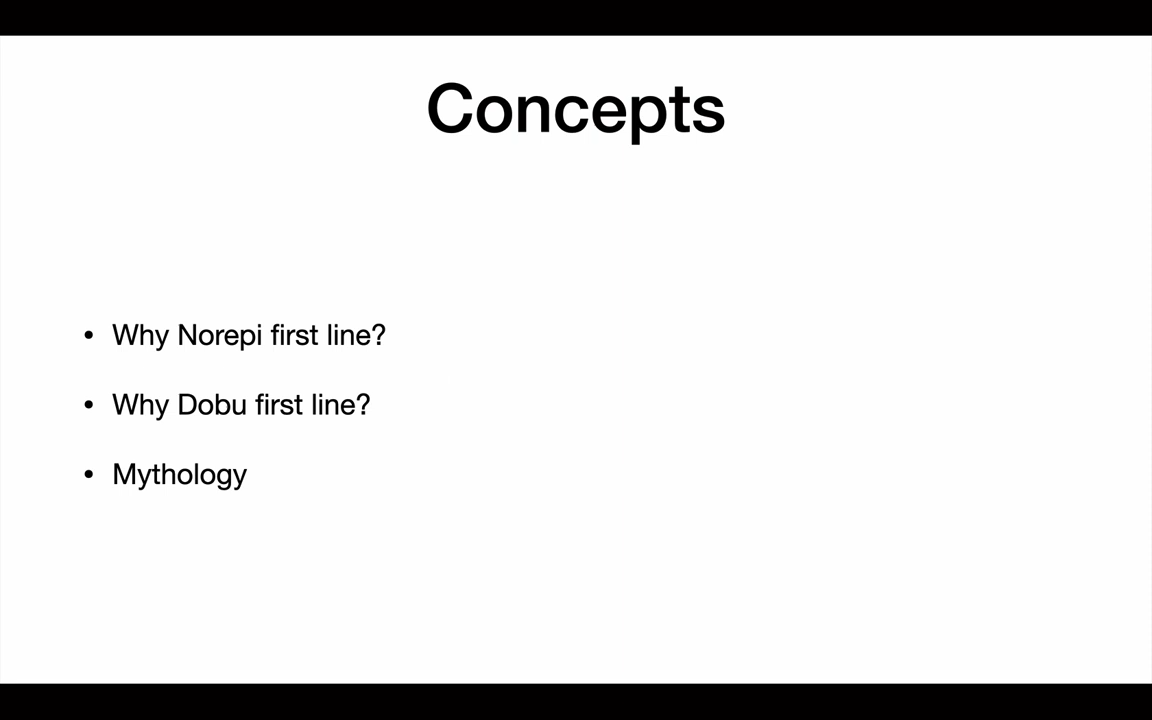 Concepts
• Why Norepi first line?
• Why Dobu first line?
• Mythology